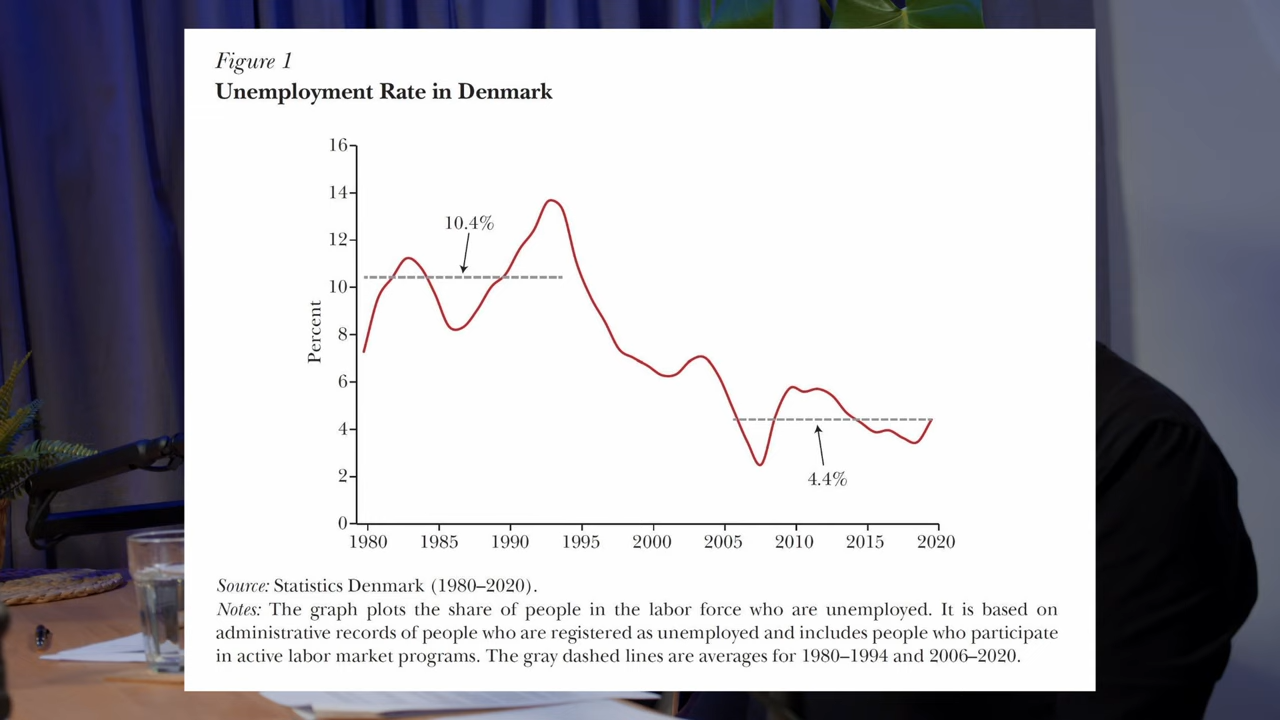 Figure 1
Unemployment Rate in Denmark
16
14
10.4%
12
10
Percent
8
6
4
4.4%
2
0
1980 1985 1990 1995 2000 2005 2010 2015 2020
Source: Statistics Denmark (1980–2020).
Notes: The graph plots the share of people in the labor force who are unemployed. It is based on
administrative records of people who are registered as unemployed and includes people who participate
in active labor market programs. The gray dashed lines are averages for 1980–1994 and 2006–2020.